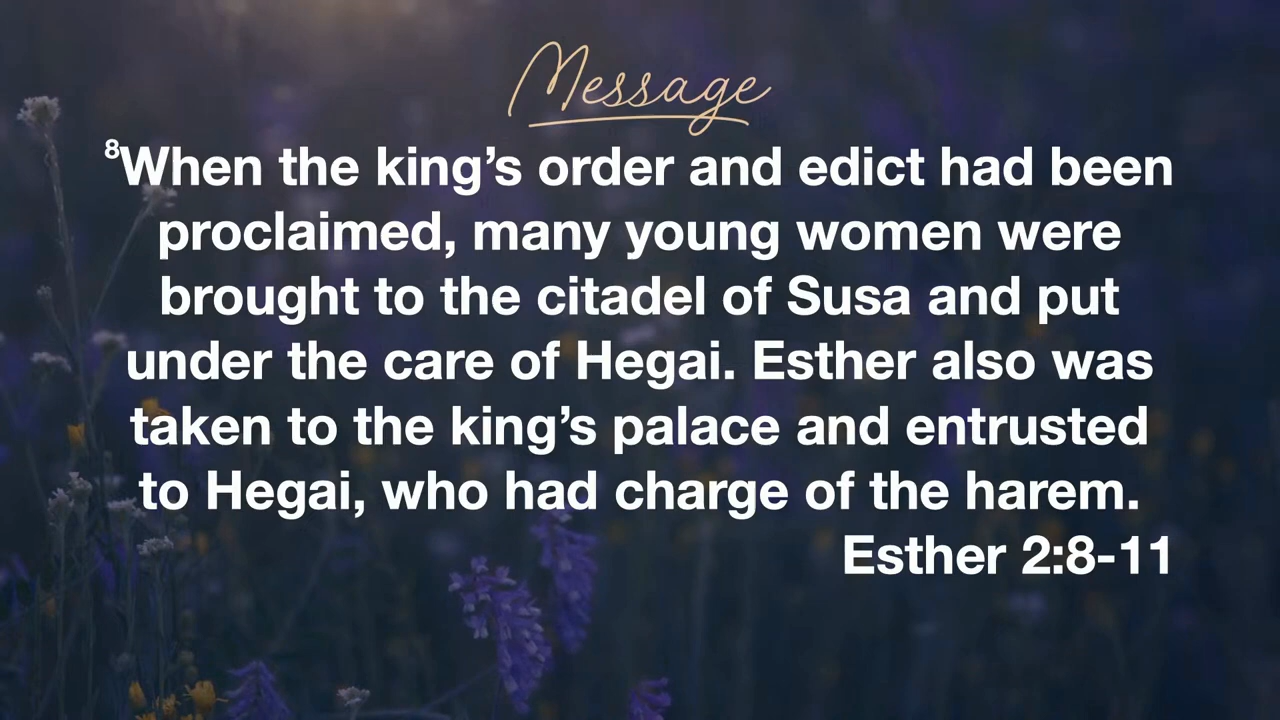 Message
⁸When the king’s order and edict had been
proclaimed, many young women were
brought to the citadel of Susa and put
under the care of Hegai. Esther also was
taken to the king’s palace and entrusted
to Hegai, who had charge of the harem.
Esther 2:8-11